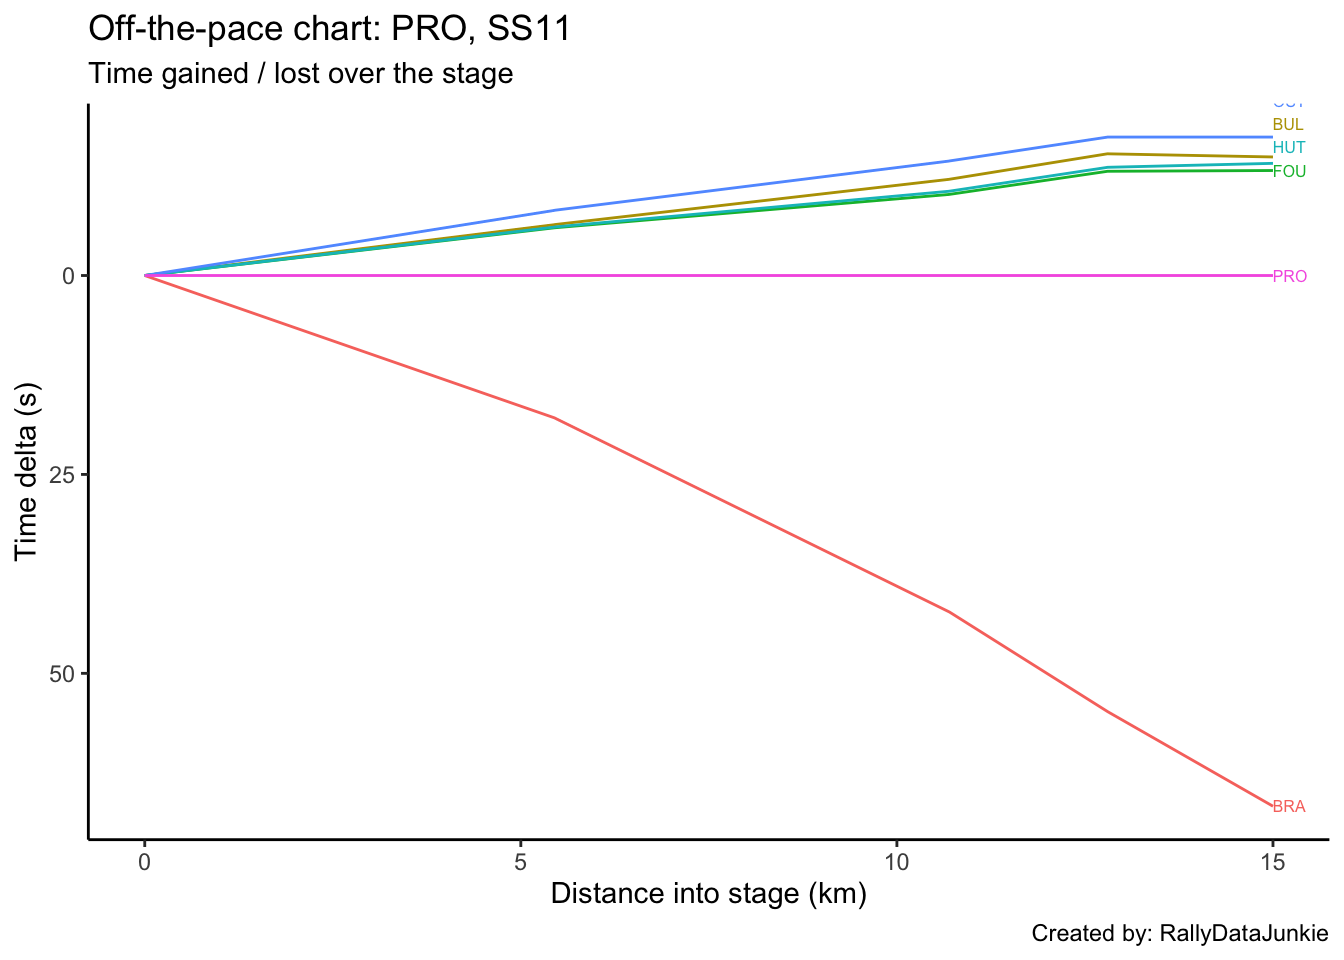 Off-the-pace chart: PRO, SS11
Time gained / lost over the stage
BUL
HUT
FOU
0
PRO
25
50
BRA
Time delta (s)
0 5 10 15
Distance into stage (km)
Created by: RallyDataJunkie